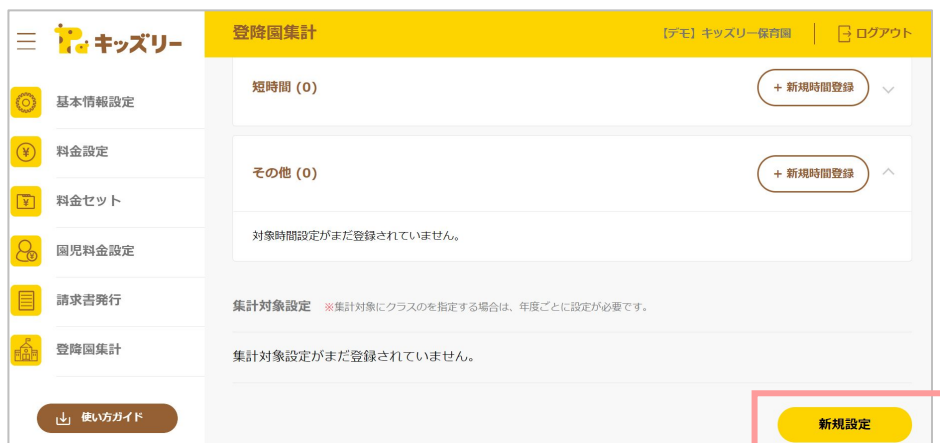 キッズリー
登降園集計
【デモ】キッズリー保育園
ログアウト
基本情報設定
料金設定
料金セット
園児料金設定
請求書発行
登降園集計
使い方ガイド
短時間 (0)
+ 新規時間登録
その他 (0)
+ 新規時間登録
対象時間設定がまだ登録されていません。
集計対象設定 ※集計対象にクラスのを指定する場合は、年度ごとに設定が必要です。
集計対象設定がまだ登録されていません。
新規設定